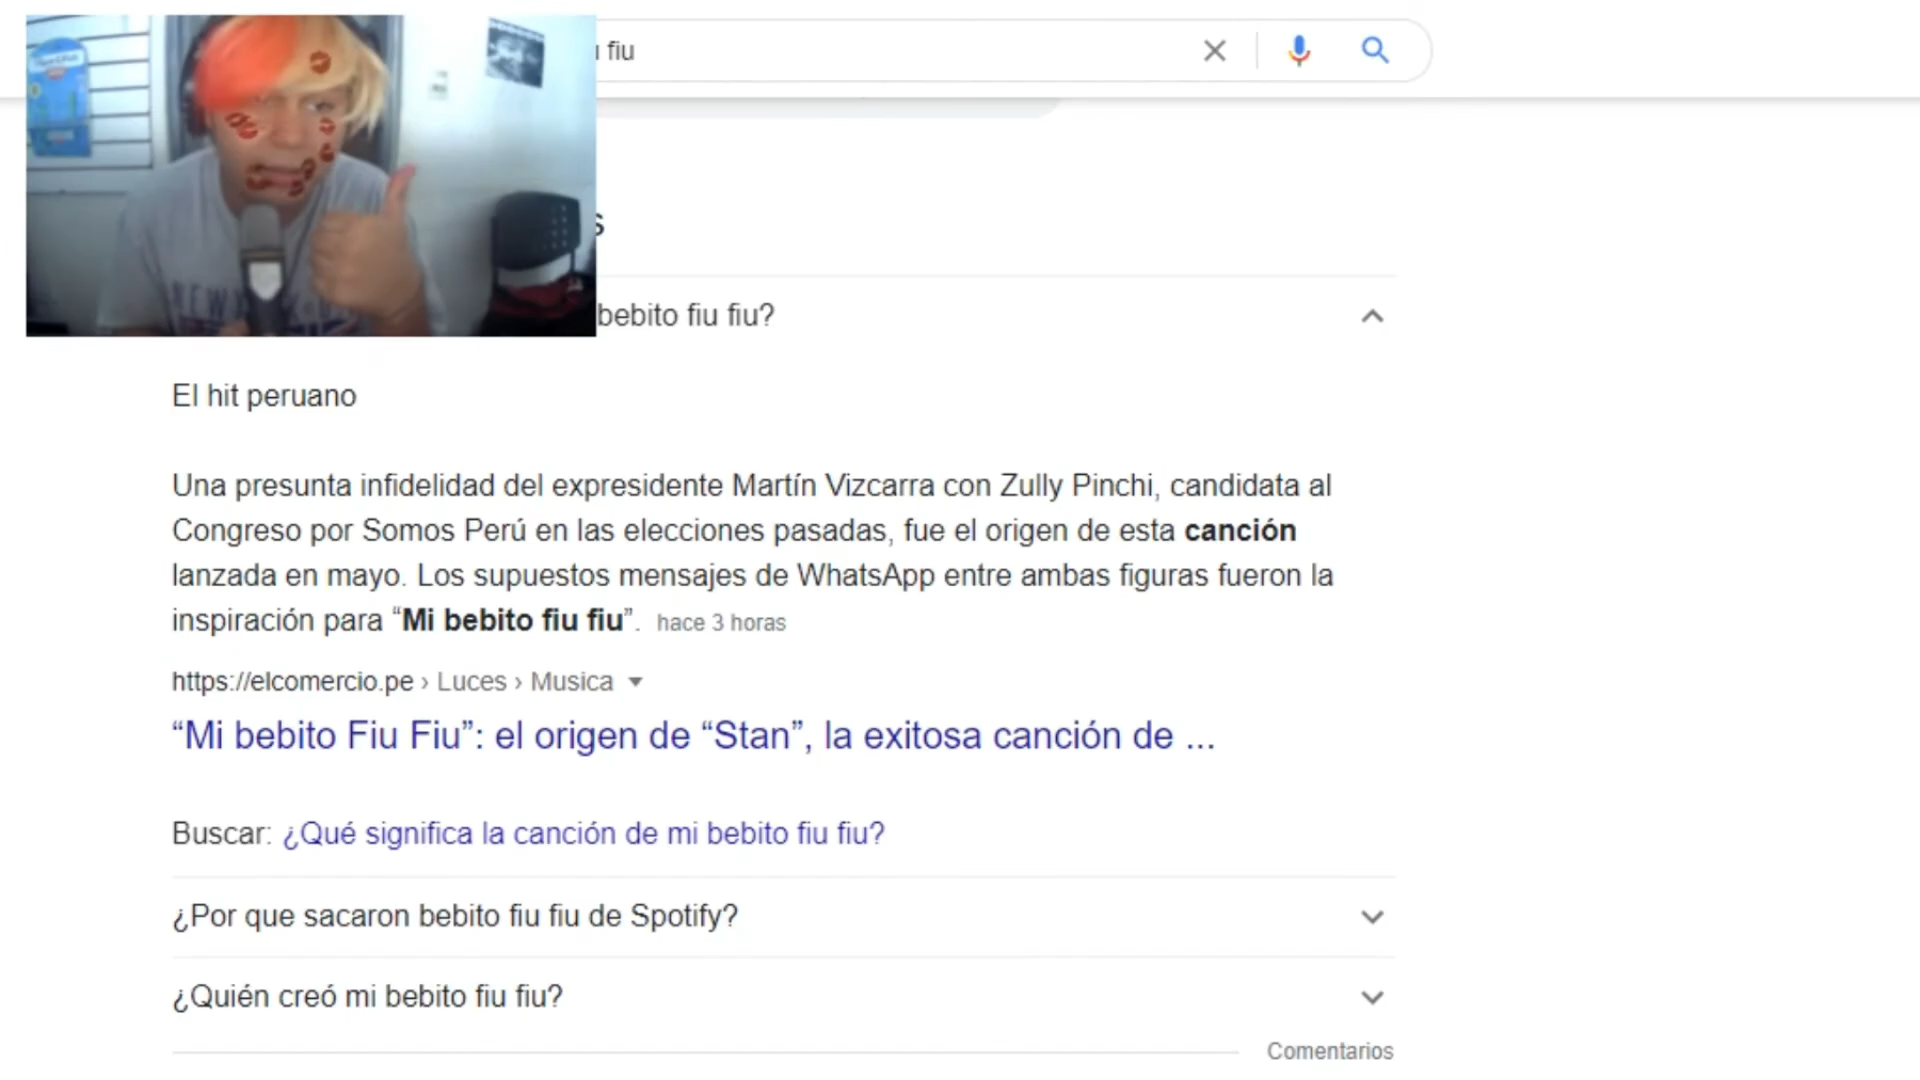 fiu
s
bebito fiu fiu?
El hit peruano
Una presunta infidelidad del expresidente Martín Vizcarra con Zully Pinchi, candidata al
Congreso por Somos Perú en las elecciones pasadas, fue el origen de esta canción
lanzada en mayo. Los supuestos mensajes de WhatsApp entre ambas figuras fueron la
inspiración para “Mi bebito fiu fiu”. hace 3 horas
https://elcomercio.pe › Luces › Musica
“Mi bebito Fiu Fiu”: el origen de “Stan”, la exitosa canción de ...
Buscar: ¿Qué significa la canción de mi bebito fiu fiu?
¿Por que sacaron bebito fiu fiu de Spotify?
¿Quién creó mi bebito fiu fiu?
Comentarios